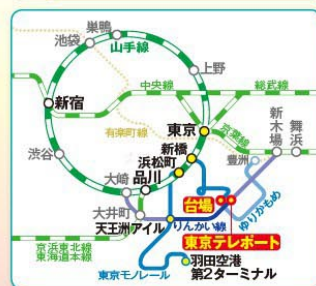 巣鴨
池袋
山手線
上野
中央線
総武線
新宿
東京
京葉線
新木場
舞浜
有楽町線
新橋
渋谷
浜松町
豊洲
品川
大崎
台場
ゆりかもめ
大井町
りんかい線
天王洲アイル
東京テレポート
京浜東北線
東海道本線
羽田空港
第2ターミナル
東京モノレール